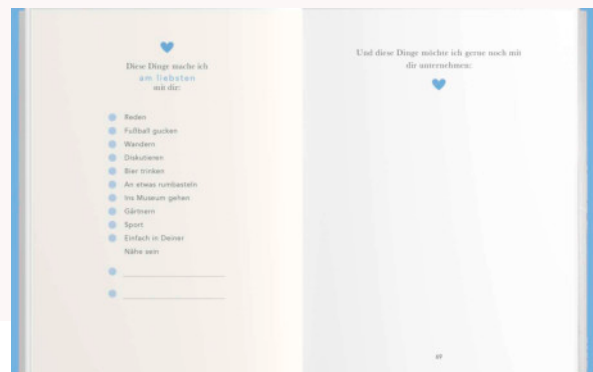 Diese Dinge mache ich
am liebsten
mit dir:
Reden
Fußball gucken
Wandern
Diskutieren
Bier trinken
An etwas rumbasteln
Ins Museum gehen
Gärtnern
Sport
Einfach in Deiner
Nähe sein
Und diese Dinge möchte ich gerne noch mit
dir unternehmen: